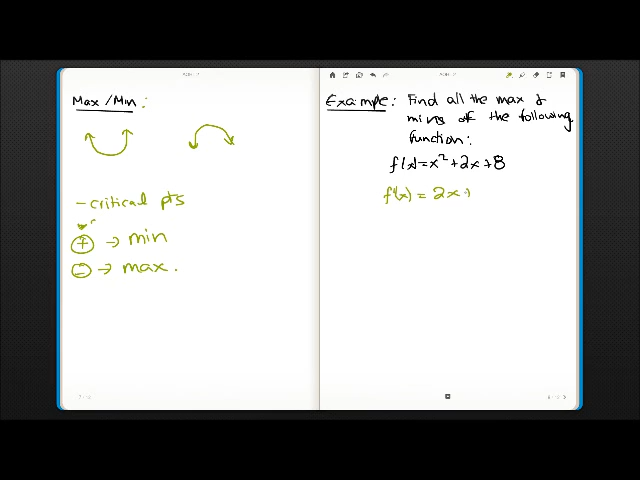 Max/Min:
- critical pts
+ → min
- → max.
Example: Find all the max &
mins of the following
function:
f(x)=x²+2x+8
f'(x) = 2x +